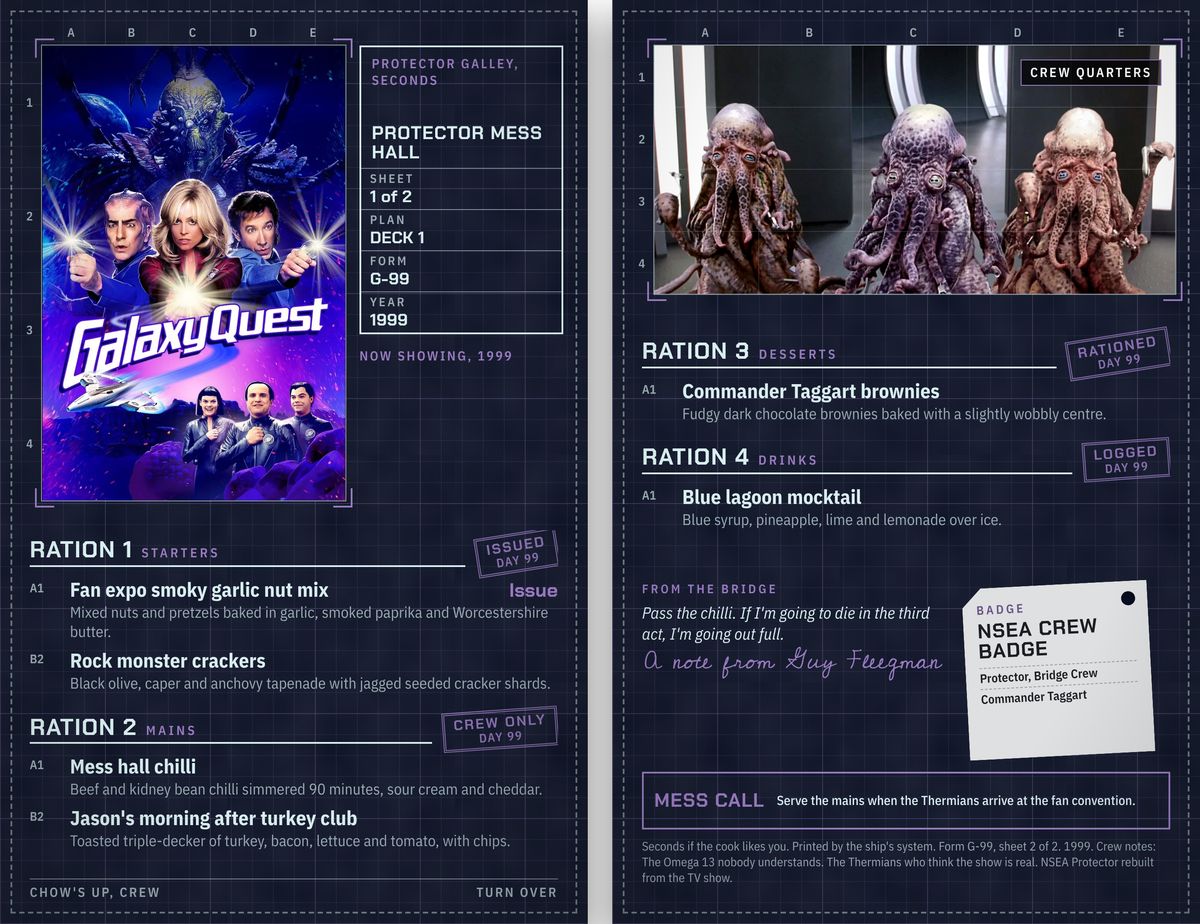 A B C D E
1
2
3
4
GalaxyQuest
PROTECTOR GALLEY,
SECONDS
PROTECTOR MESS
HALL
SHEET
1 of 2
PLAN
DECK 1
FORM
G-99
YEAR
1999
NOW SHOWING, 1999
RATION 1 STARTERS
ISSUED
DAY 99
A1 Fan expo smoky garlic nut mix Issue
Mixed nuts and pretzels baked in garlic, smoked paprika and Worcestershire
butter.
B2 Rock monster crackers
Black olive, caper and anchovy tapenade with jagged seeded cracker shards.
RATION 2 MAINS
CREW ONLY
DAY 99
A1 Mess hall chilli
Beef and kidney bean chilli simmered 90 minutes, sour cream and cheddar.
B2 Jason's morning after turkey club
Toasted triple-decker of turkey, bacon, lettuce and tomato, with chips.
CHOW'S UP, CREW TURN OVER
A B C D E
1
2
3
4
CREW QUARTERS
RATION 3 DESSERTS
RATIONED
DAY 99
A1 Commander Taggart brownies
Fudgy dark chocolate brownies baked with a slightly wobbly centre.
RATION 4 DRINKS
LOGGED
DAY 99
A1 Blue lagoon mocktail
Blue syrup, pineapple, lime and lemonade over ice.
FROM THE BRIDGE
Pass the chilli. If I'm going to die in the third
act, I'm going out full.
A note from Guy Fleegman
BADGE
NSEA CREW
BADGE
Protector, Bridge Crew
Commander Taggart
MESS CALL Serve the mains when the Thermians arrive at the fan convention.
Seconds if the cook likes you. Printed by the ship's system. Form G-99, sheet 2 of 2. 1999. Crew notes:
The Omega 13 nobody understands. The Thermians who think the show is real. NSEA Protector rebuilt
from the TV show.